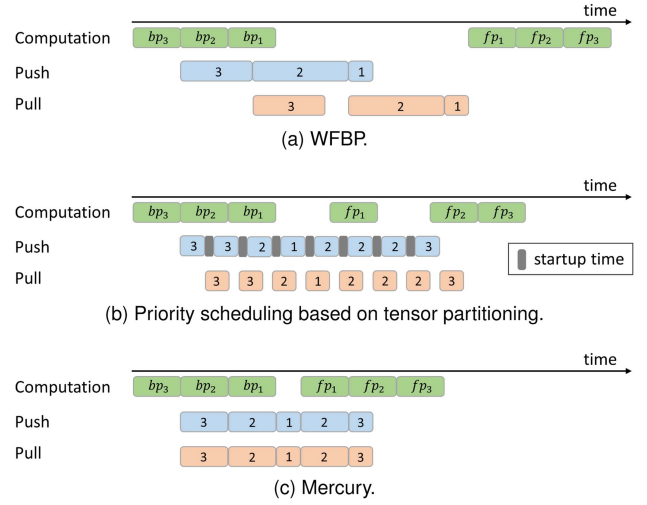 time
Computation bp₃ bp₂ bp₁ fp₁ fp₂ fp₃
Push 3 2 1
Pull 3 2 1
(a) WFBP.
time
Computation bp₃ bp₂ bp₁ fp₁ fp₂ fp₃
Push 3 3 2 1 2 2 2 3
startup time
Pull 3 3 2 1 2 2 2 3
(b) Priority scheduling based on tensor partitioning.
time
Computation bp₃ bp₂ bp₁ fp₁ fp₂ fp₃
Push 3 2 1 2 3
Pull 3 2 1 2 3
(c) Mercury.